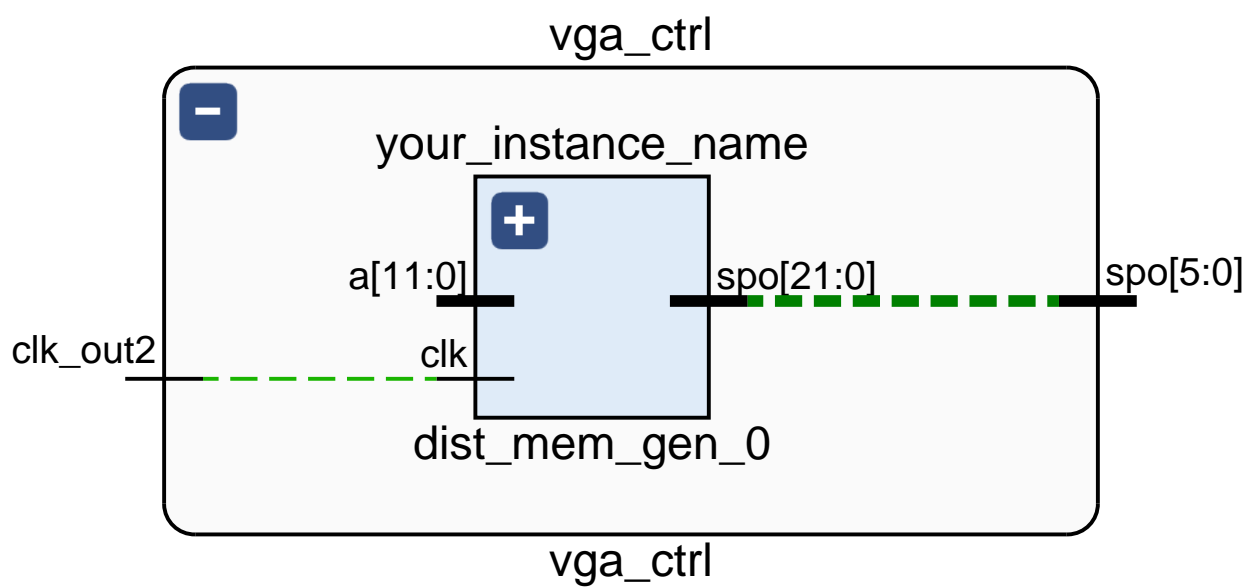 vga_ctrl
your_instance_name
a[11:0]
spo[21:0]
spo[5:0]
clk_out2
clk
dist_mem_gen_0
vga_ctrl